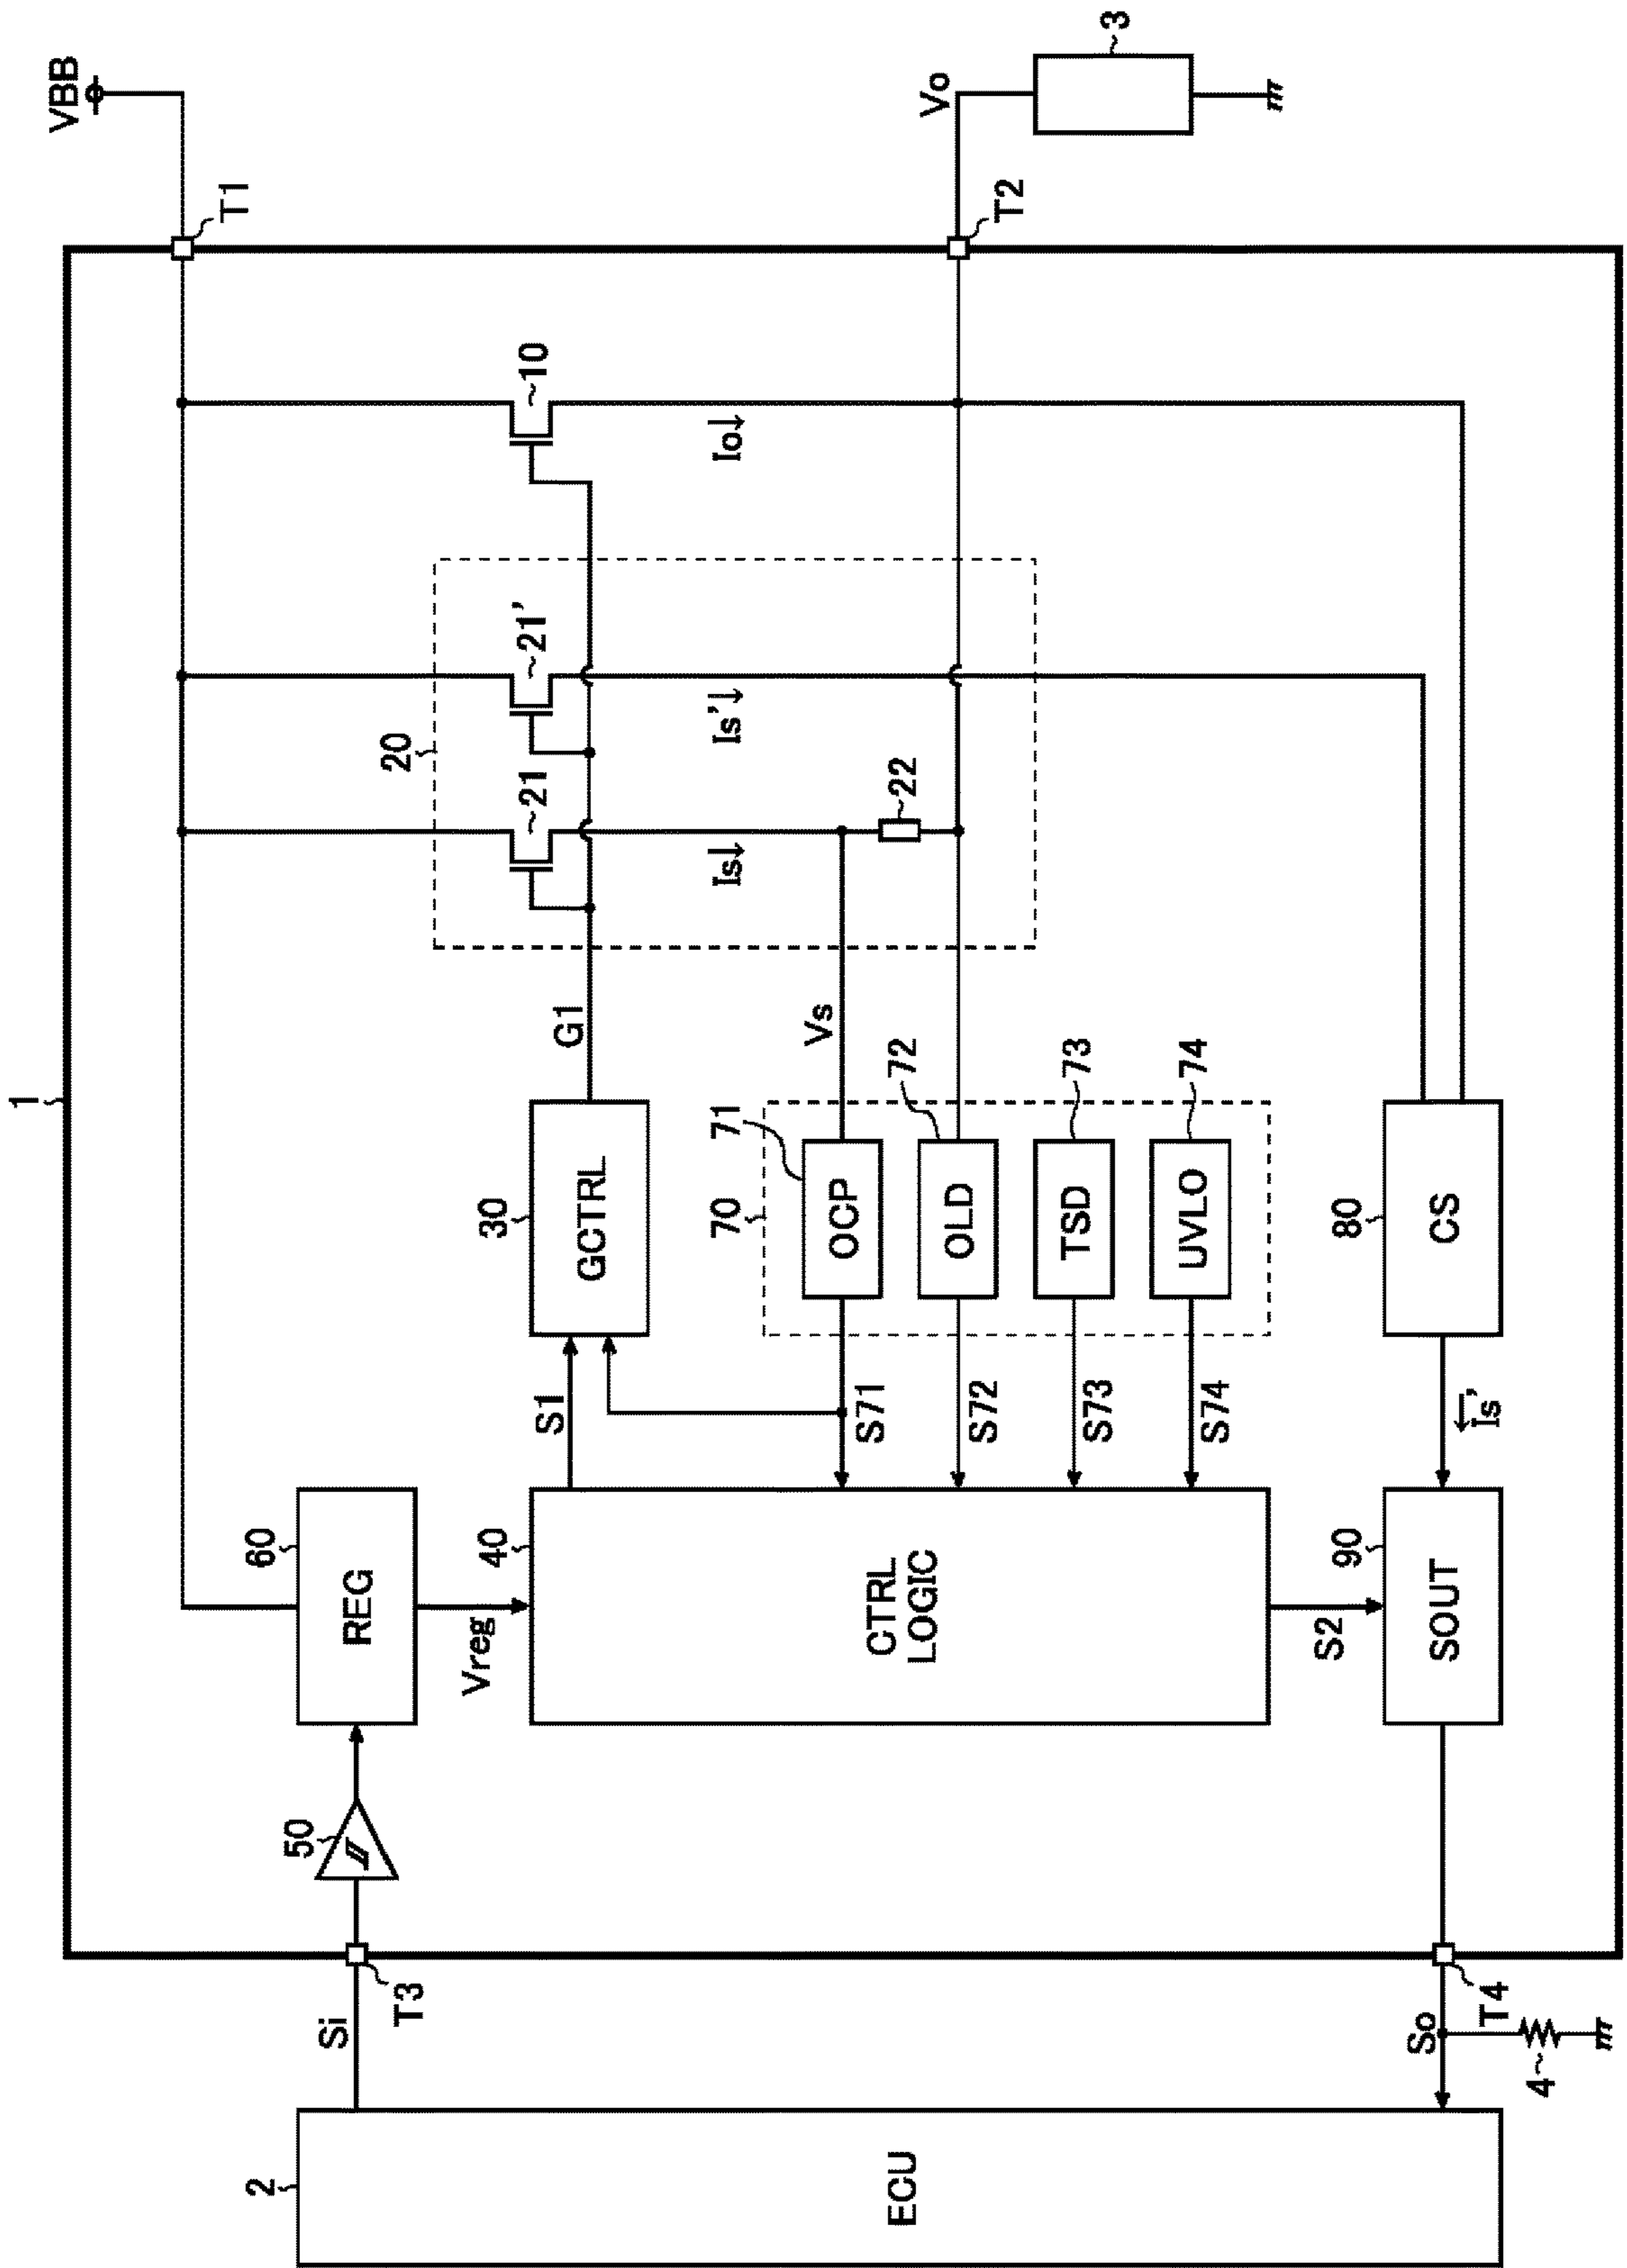 1
VBB
T1
60
REG
Vreg
50
Si
T3
2
ECU
30
GCTRL
S1
G1
20
21
21'
10
Is↓
Is'↓
Io↓
40
CTRL
LOGIC
70
71
OCP
Vs
22
S71
72
OLD
S72
Vo
T2
3
73
TSD
S73
74
UVLO
S74
S2
80
CS
Is'
←
90
SOUT
So
T4
4